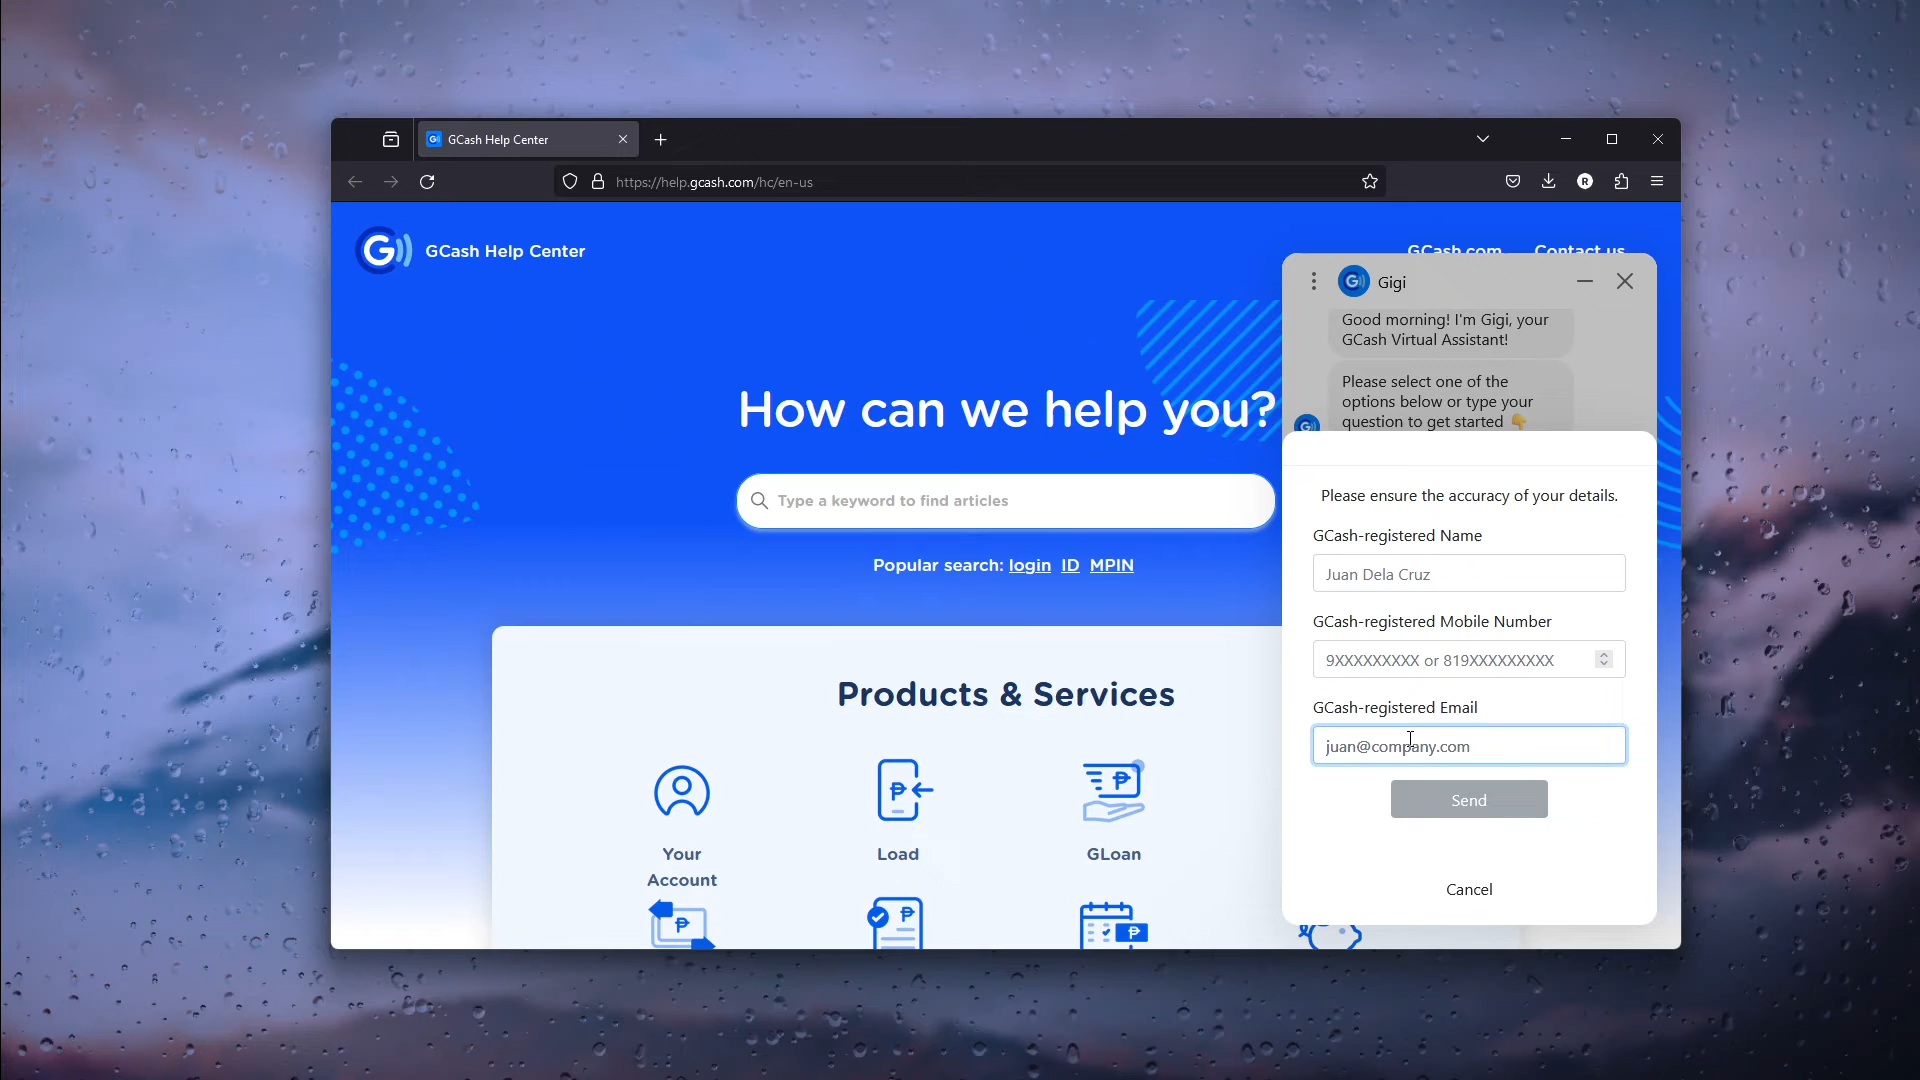 GCash Help Center
https://help.gcash.com/hc/en-us
R
G
GCash Help Center
GCash.com Contact us
How can we help you?
Type a keyword to find articles
Popular search: login ID MPIN
Products & Services
Your
Account
Load
GLoan
Gigi
Good morning! I'm Gigi, your
GCash Virtual Assistant!
Please select one of the
options below or type your
question to get started 👇
Please ensure the accuracy of your details.
GCash-registered Name
Juan Dela Cruz
GCash-registered Mobile Number
9XXXXXXXXX or 819XXXXXXXXX
GCash-registered Email
juan@company.com
Send
Cancel